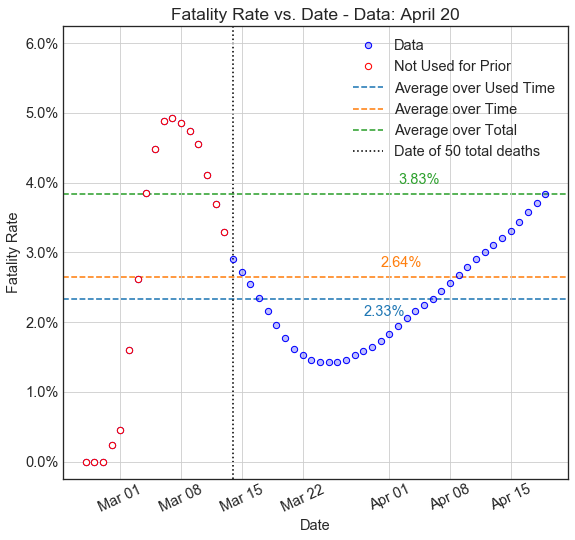 Fatality Rate vs. Date - Data: April 20
6.0%
5.0%
4.0%
3.0%
2.0%
1.0%
0.0%
Fatality Rate
Data
Not Used for Prior
Average over Used Time
Average over Time
Average over Total
Date of 50 total deaths
3.83%
2.64%
2.33%
Mar 01
Mar 08
Mar 15
Mar 22
Apr 01
Apr 08
Apr 15
Date